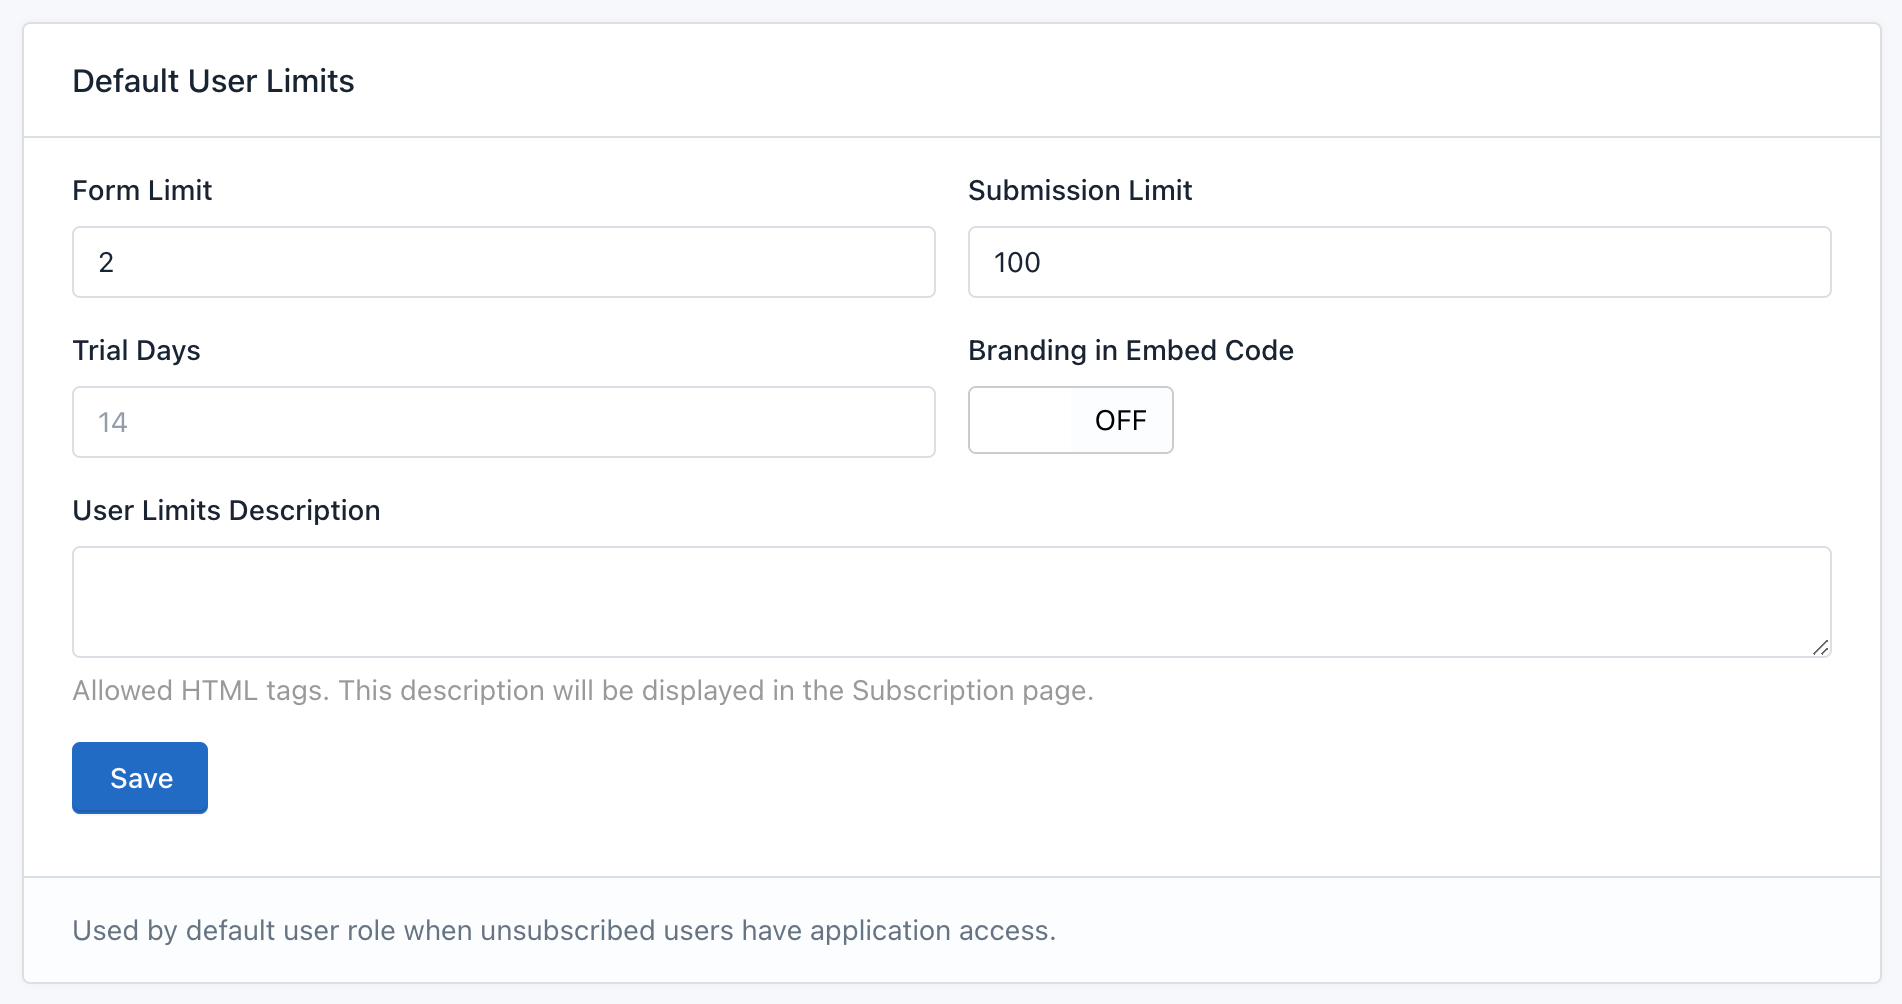 Default User Limits
Form Limit
Submission Limit
2
100
Trial Days
Branding in Embed Code
14
OFF
User Limits Description
Allowed HTML tags. This description will be displayed in the Subscription page.
Save
Used by default user role when unsubscribed users have application access.